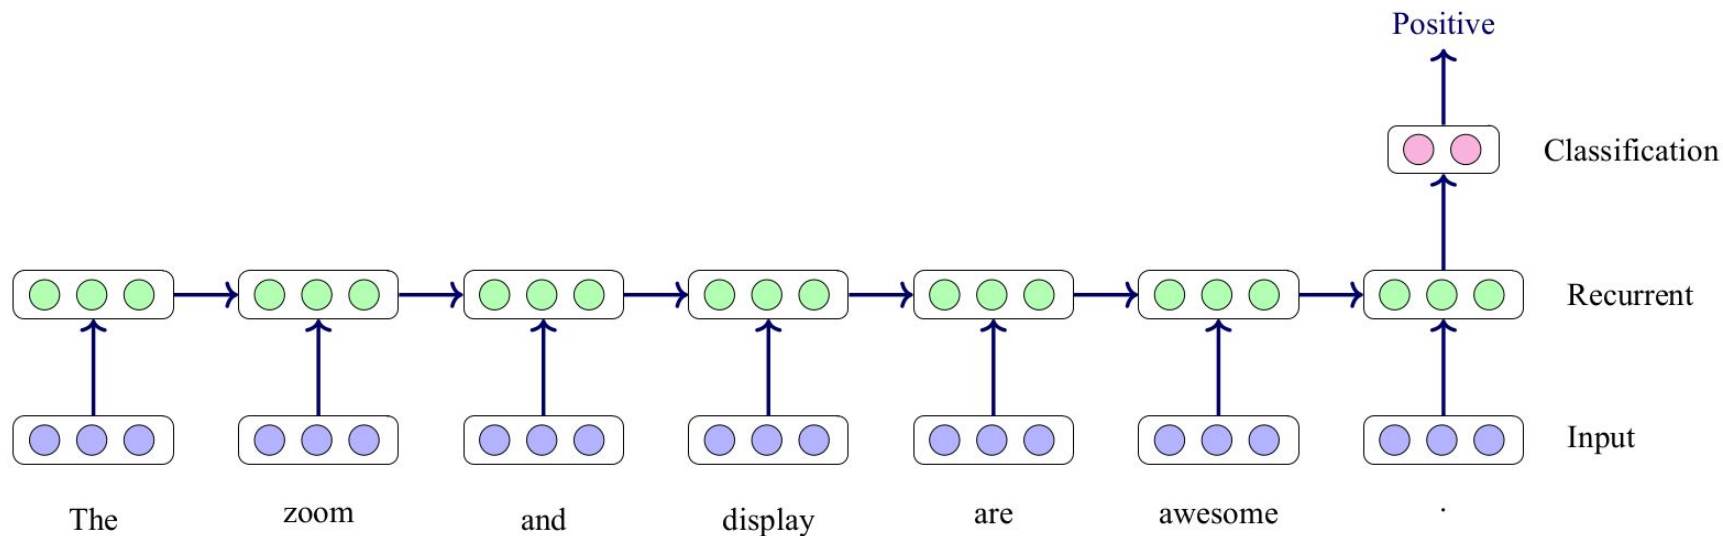 Positive
Classification
Recurrent
Input
The zoom and display are awesome .